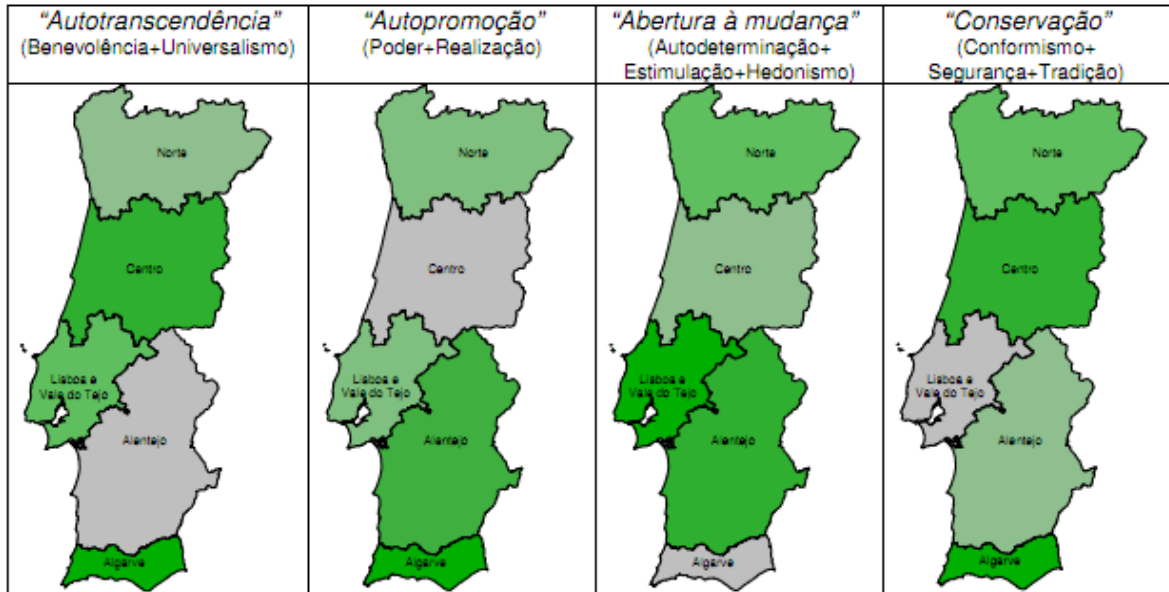 “Autotranscendência”
(Benevolência+Universalismo)
“Autopromoção”
(Poder+Realização)
“Abertura à mudança”
(Autodeterminação+
Estimulação+Hedonismo)
“Conservação”
(Conformismo+
Segurança+Tradição)
Norte
Centro
Lisboa e
Vale do Tejo
Alentejo
Algarve
Norte
Centro
Lisboa e
Vale do Tejo
Alentejo
Algarve
Norte
Centro
Lisboa e
Vale do Tejo
Alentejo
Algarve
Norte
Centro
Lisboa e
Vale do Tejo
Alentejo
Algarve